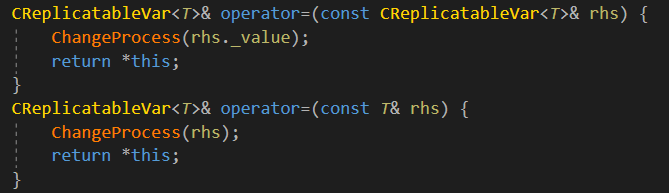 CReplicatableVar<T>& operator=(const CReplicatableVar<T>& rhs) {
ChangeProcess(rhs._value);
return *this;
}
CReplicatableVar<T>& operator=(const T& rhs) {
ChangeProcess(rhs);
return *this;
}